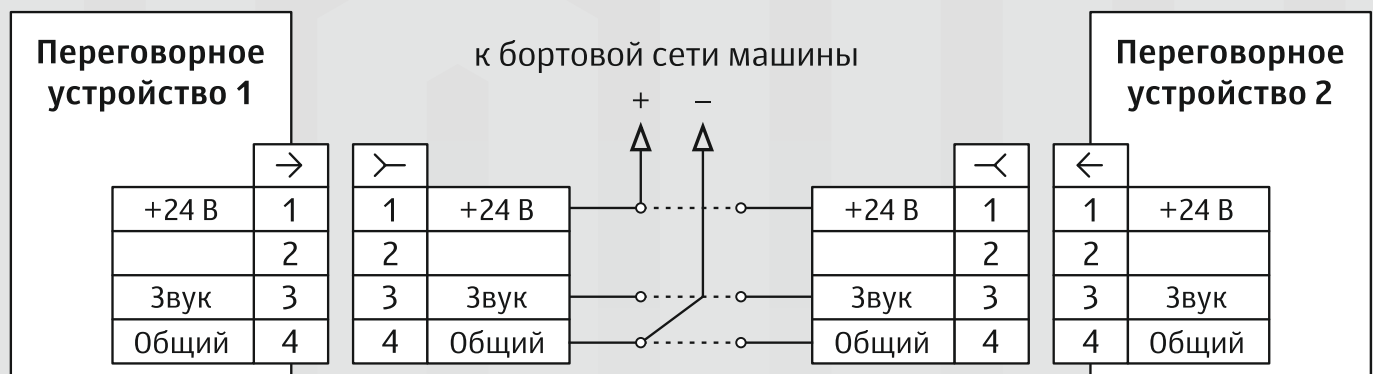 Переговорное
устройство 1
к бортовой сети машины
+ –
Переговорное
устройство 2
+24 В 1 1 +24 В +24 В 1 1 +24 В
2 2 2 2
Звук 3 3 Звук Звук 3 3 Звук
Общий 4 4 Общий Общий 4 4 Общий